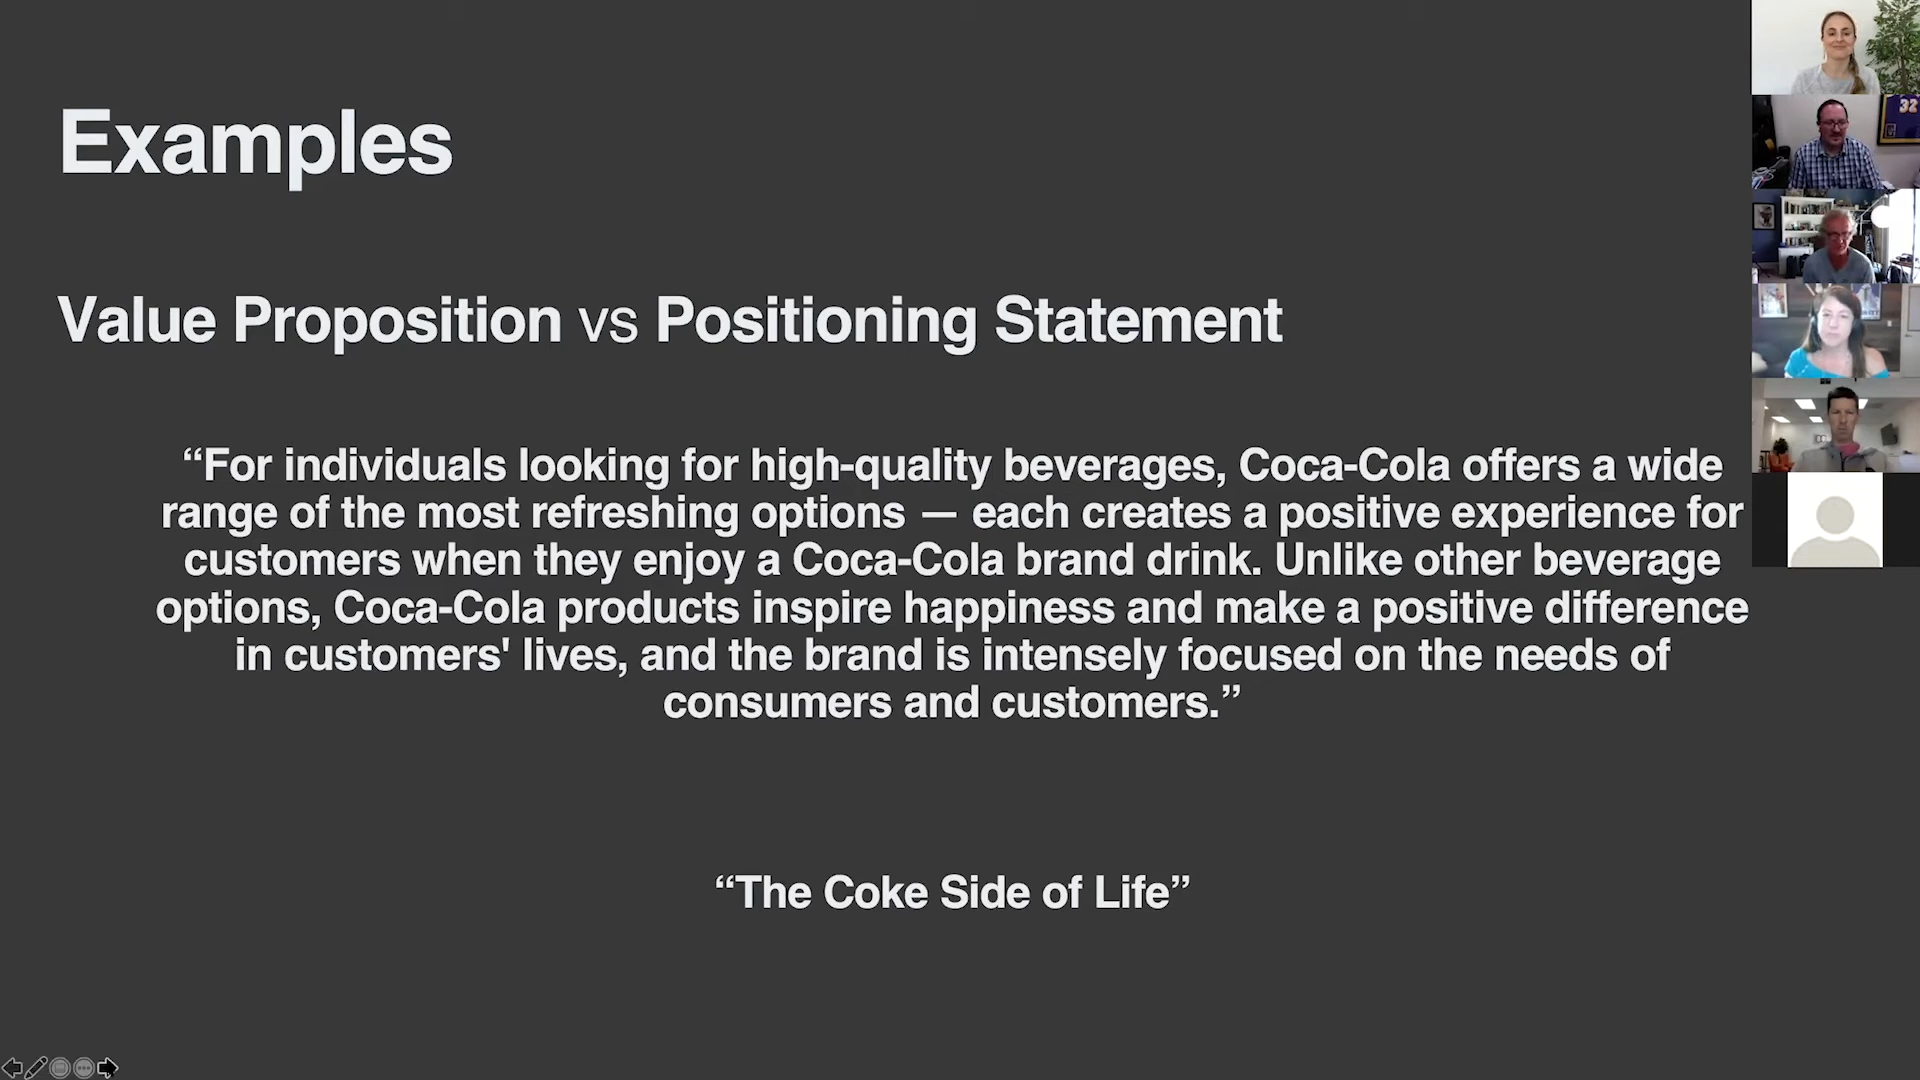 Examples
Value Proposition vs Positioning Statement
“For individuals looking for high-quality beverages, Coca-Cola offers a wide
range of the most refreshing options — each creates a positive experience for
customers when they enjoy a Coca-Cola brand drink. Unlike other beverage
options, Coca-Cola products inspire happiness and make a positive difference
in customers' lives, and the brand is intensely focused on the needs of
consumers and customers.”
“The Coke Side of Life”
32